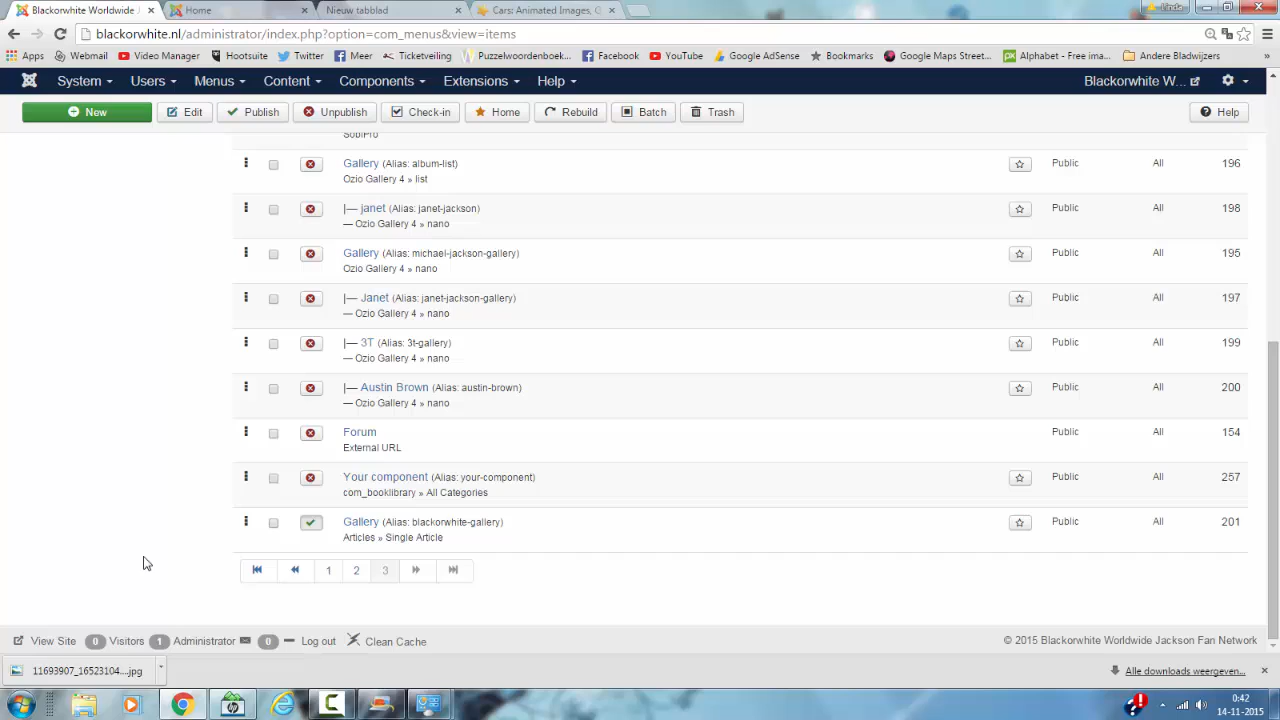 Blackorwhite Worldwide J
Home
Nieuw tabblad
Cars: Animated Images, G
Linda
blackorwhite.nl/administrator/index.php?option=com_menus&view=items
Apps
Webmail
Video Manager
Hootsuite
Twitter
Meer
Ticketveiling
Puzzelwoordenboek...
Facebook
YouTube
Google AdSense
Bookmarks
Google Maps Street...
Alphabet - Free ima...
Andere Bladwijzers
»
System
Users
Menus
Content
Components
Extensions
Help
Blackorwhite W...
New
Edit
Publish
Unpublish
Check-in
Home
Rebuild
Batch
Trash
Help
SobiPro
Gallery (Alias: album-list) Public All 196
Ozio Gallery 4 » list
|— janet (Alias: janet-jackson) Public All 198
— Ozio Gallery 4 » nano
Gallery (Alias: michael-jackson-gallery) Public All 195
Ozio Gallery 4 » nano
|— Janet (Alias: janet-jackson-gallery) Public All 197
— Ozio Gallery 4 » nano
|— 3T (Alias: 3t-gallery) Public All 199
— Ozio Gallery 4 » nano
|— Austin Brown (Alias: austin-brown) Public All 200
— Ozio Gallery 4 » nano
Forum Public All 154
External URL
Your component (Alias: your-component) Public All 257
com_booklibrary » All Categories
Gallery (Alias: blackorwhite-gallery) Public All 201
Articles » Single Article
1 2 3
View Site 0 Visitors 1 Administrator 0 Log out Clean Cache
© 2015 Blackorwhite Worldwide Jackson Fan Network
11693907_16523104....jpg
Alle downloads weergeven...
0:42
14-11-2015